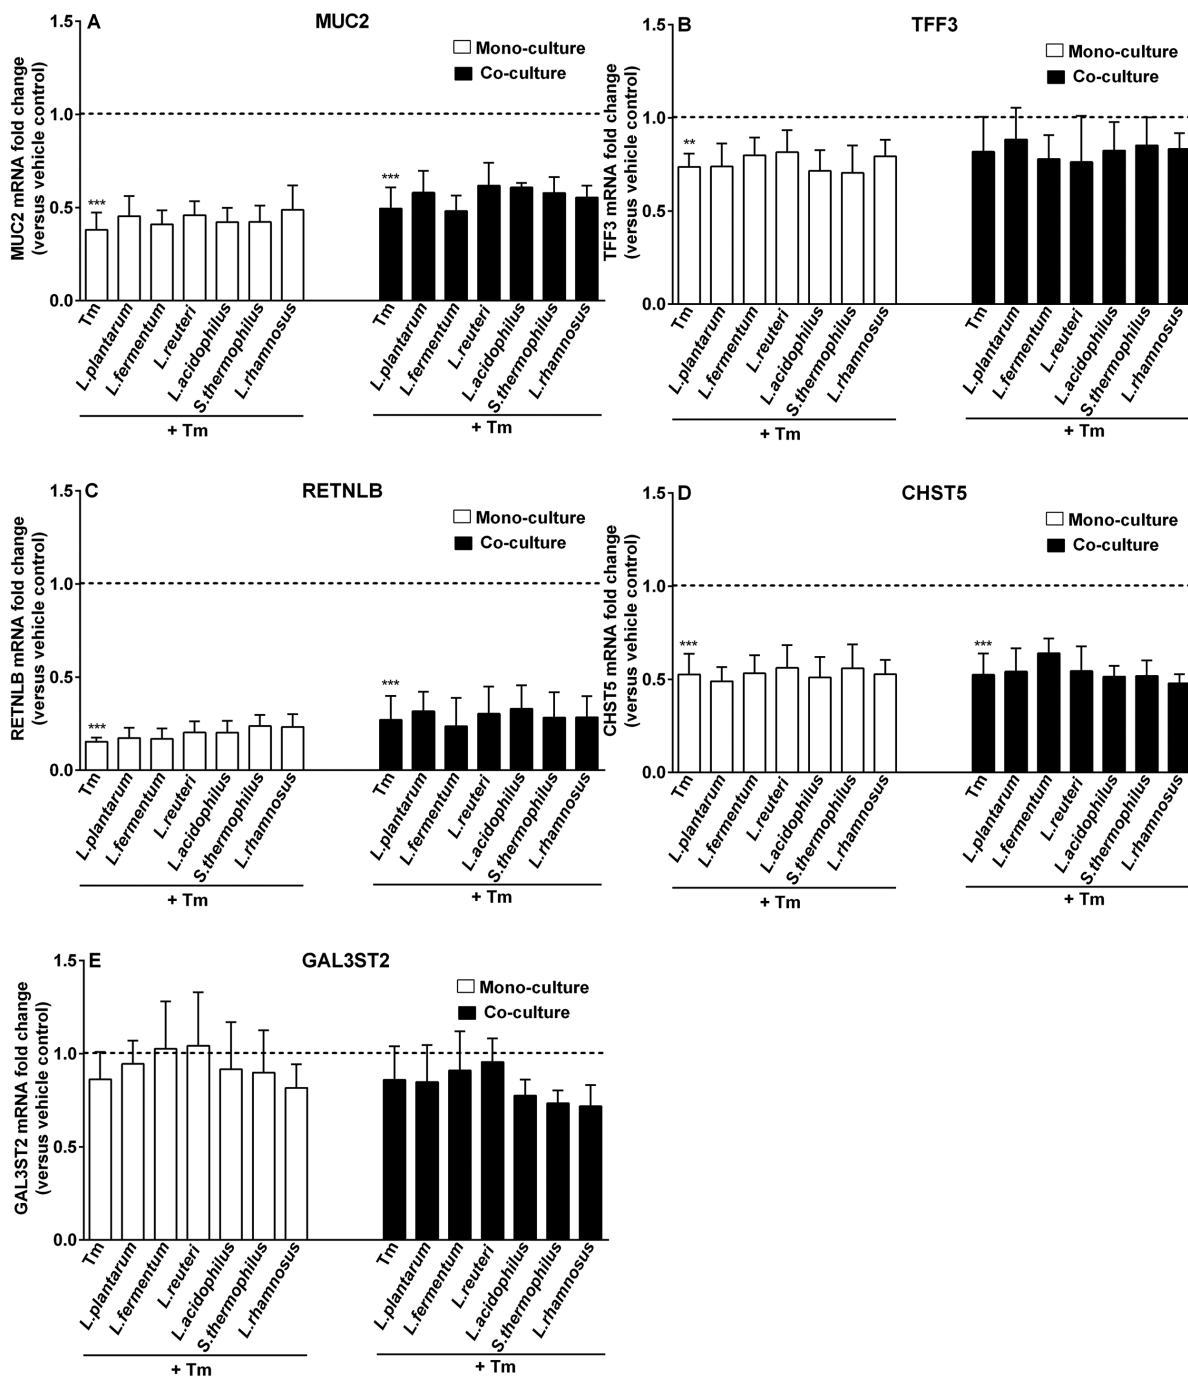 A
MUC2
Mono-culture
Co-culture
MUC2 mRNA fold change
(versus vehicle control)
1.5
1.0
0.5
0.0
***
***
Tm
L.plantarum
L.fermentum
L.reuteri
L.acidophilus
S.thermophilus
L.rhamnosus
Tm
L.plantarum
L.fermentum
L.reuteri
L.acidophilus
S.thermophilus
L.rhamnosus
+ Tm
+ Tm
B
TFF3
Mono-culture
Co-culture
TFF3 mRNA fold change
(versus vehicle control)
1.5
1.0
0.5
0.0
**
Tm
L.plantarum
L.fermentum
L.reuteri
L.acidophilus
S.thermophilus
L.rhamnosus
Tm
L.plantarum
L.fermentum
L.reuteri
L.acidophilus
S.thermophilus
L.rhamnosus
+ Tm
+ Tm
C
RETNLB
Mono-culture
Co-culture
RETNLB mRNA fold change
(versus vehicle control)
1.5
1.0
0.5
0.0
***
***
Tm
L.plantarum
L.fermentum
L.reuteri
L.acidophilus
S.thermophilus
L.rhamnosus
Tm
L.plantarum
L.fermentum
L.reuteri
L.acidophilus
S.thermophilus
L.rhamnosus
+ Tm
+ Tm
D
CHST5
Mono-culture
Co-culture
CHST5 mRNA fold change
(versus vehicle control)
1.5
1.0
0.5
0.0
***
***
Tm
L.plantarum
L.fermentum
L.reuteri
L.acidophilus
S.thermophilus
L.rhamnosus
Tm
L.plantarum
L.fermentum
L.reuteri
L.acidophilus
S.thermophilus
L.rhamnosus
+ Tm
+ Tm
E
GAL3ST2
Mono-culture
Co-culture
GAL3ST2 mRNA fold change
(versus vehicle control)
1.5
1.0
0.5
0.0
Tm
L.plantarum
L.fermentum
L.reuteri
L.acidophilus
S.thermophilus
L.rhamnosus
Tm
L.plantarum
L.fermentum
L.reuteri
L.acidophilus
S.thermophilus
L.rhamnosus
+ Tm
+ Tm